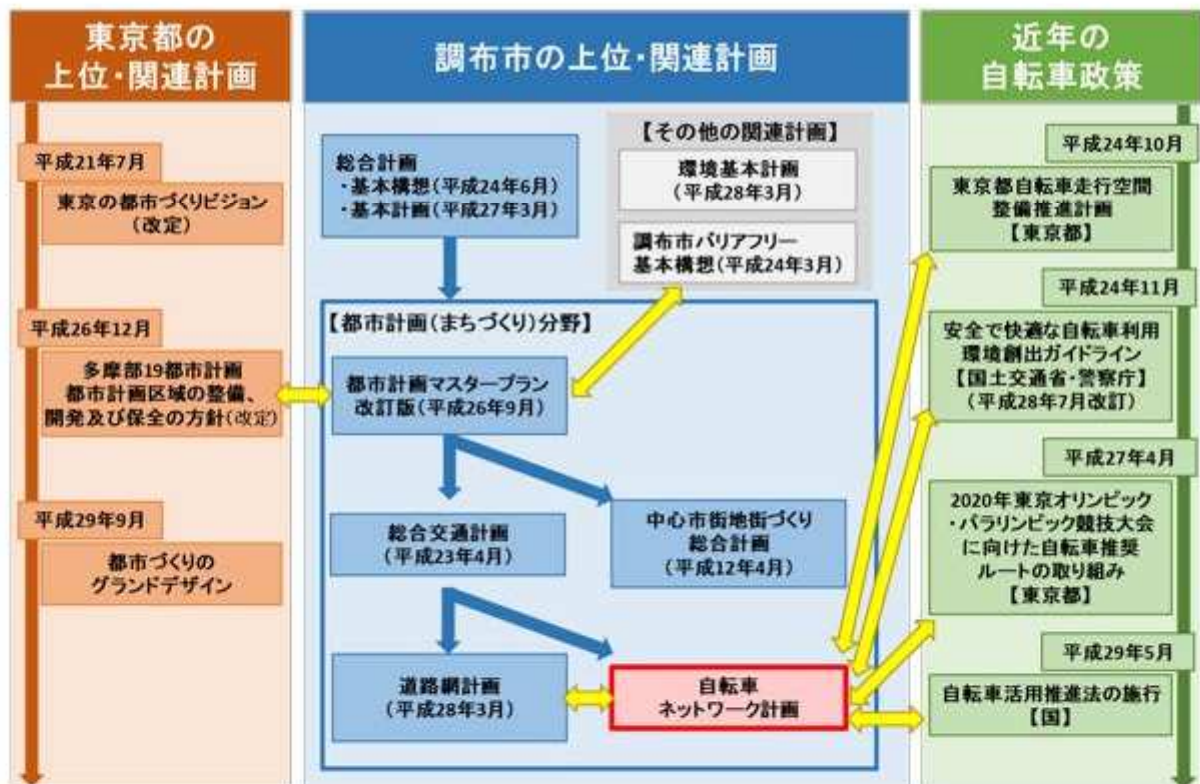 東京都の
上位・関連計画
平成21年7月
東京の都市づくりビジョン
(改定)
平成26年12月
多摩部19都市計画
都市計画区域の整備、
開発及び保全の方針(改定)
平成29年9月
都市づくりの
グランドデザイン
調布市の上位・関連計画
総合計画
・基本構想(平成24年6月)
・基本計画(平成27年3月)
【その他の関連計画】
環境基本計画
(平成28年3月)
調布市バリアフリー
基本構想(平成24年3月)
【都市計画(まちづくり)分野】
都市計画マスタープラン
改訂版(平成26年9月)
総合交通計画
(平成23年4月)
中心市街地街づくり
総合計画
(平成12年4月)
道路網計画
(平成28年3月)
自転車
ネットワーク計画
近年の
自転車政策
平成24年10月
東京都自転車走行空間
整備推進計画
【東京都】
平成24年11月
安全で快適な自転車利用
環境創出ガイドライン
【国土交通省・警察庁】
(平成28年7月改訂)
平成27年4月
2020年東京オリンピック
・パラリンピック競技大会
に向けた自転車推奨
ルートの取り組み
【東京都】
平成29年5月
自転車活用推進法の施行
【国】